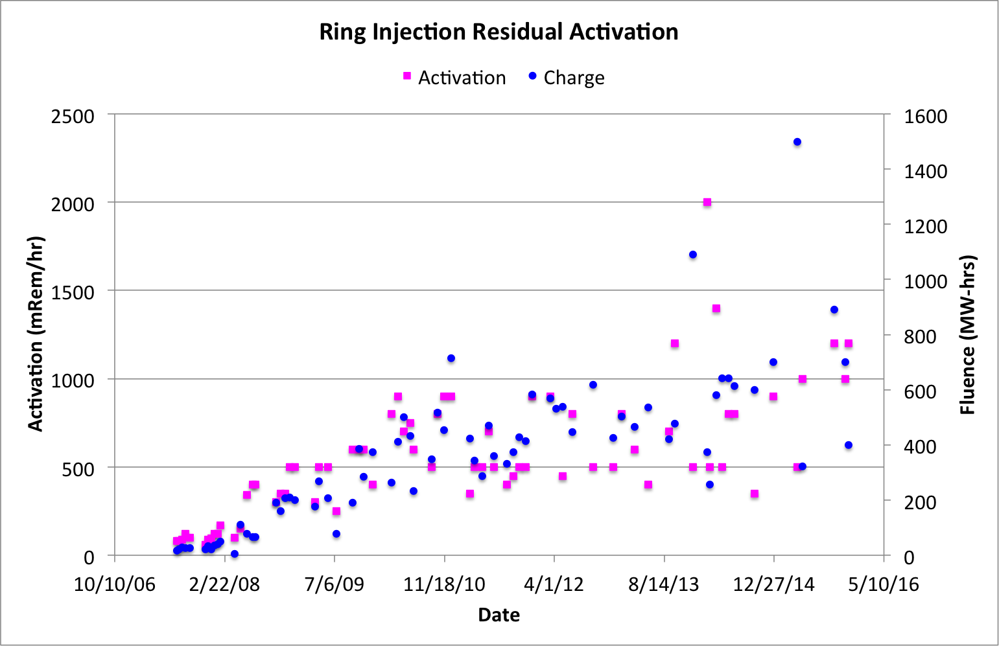 Ring Injection Residual Activation
Activation Charge
2500
2000
1500
1000
500
0
Activation (mRem/hr)
1600
1400
1200
1000
800
600
400
200
0
Fluence (MW-hrs)
10/10/06 2/22/08 7/6/09 11/18/10 4/1/12 8/14/13 12/27/14 5/10/16
Date